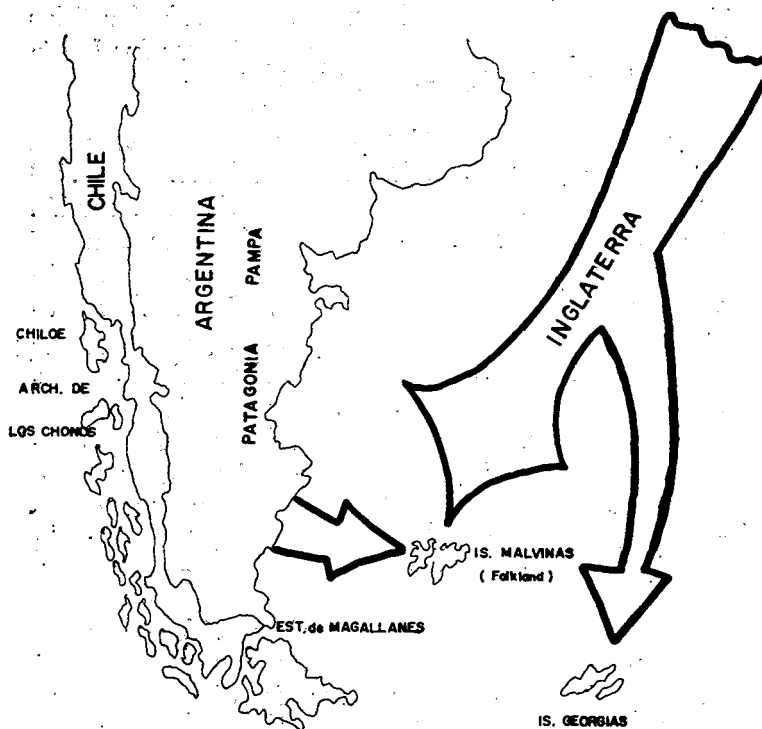 CHILE
ARGENTINA
PAMPA
PATAGONIA
INGLATERRA
CHILOE
ARCH. DE
LOS CHONOS
IS. MALVINAS
( Falkland )
EST. de MAGALLANES
IS. GEORGIAS